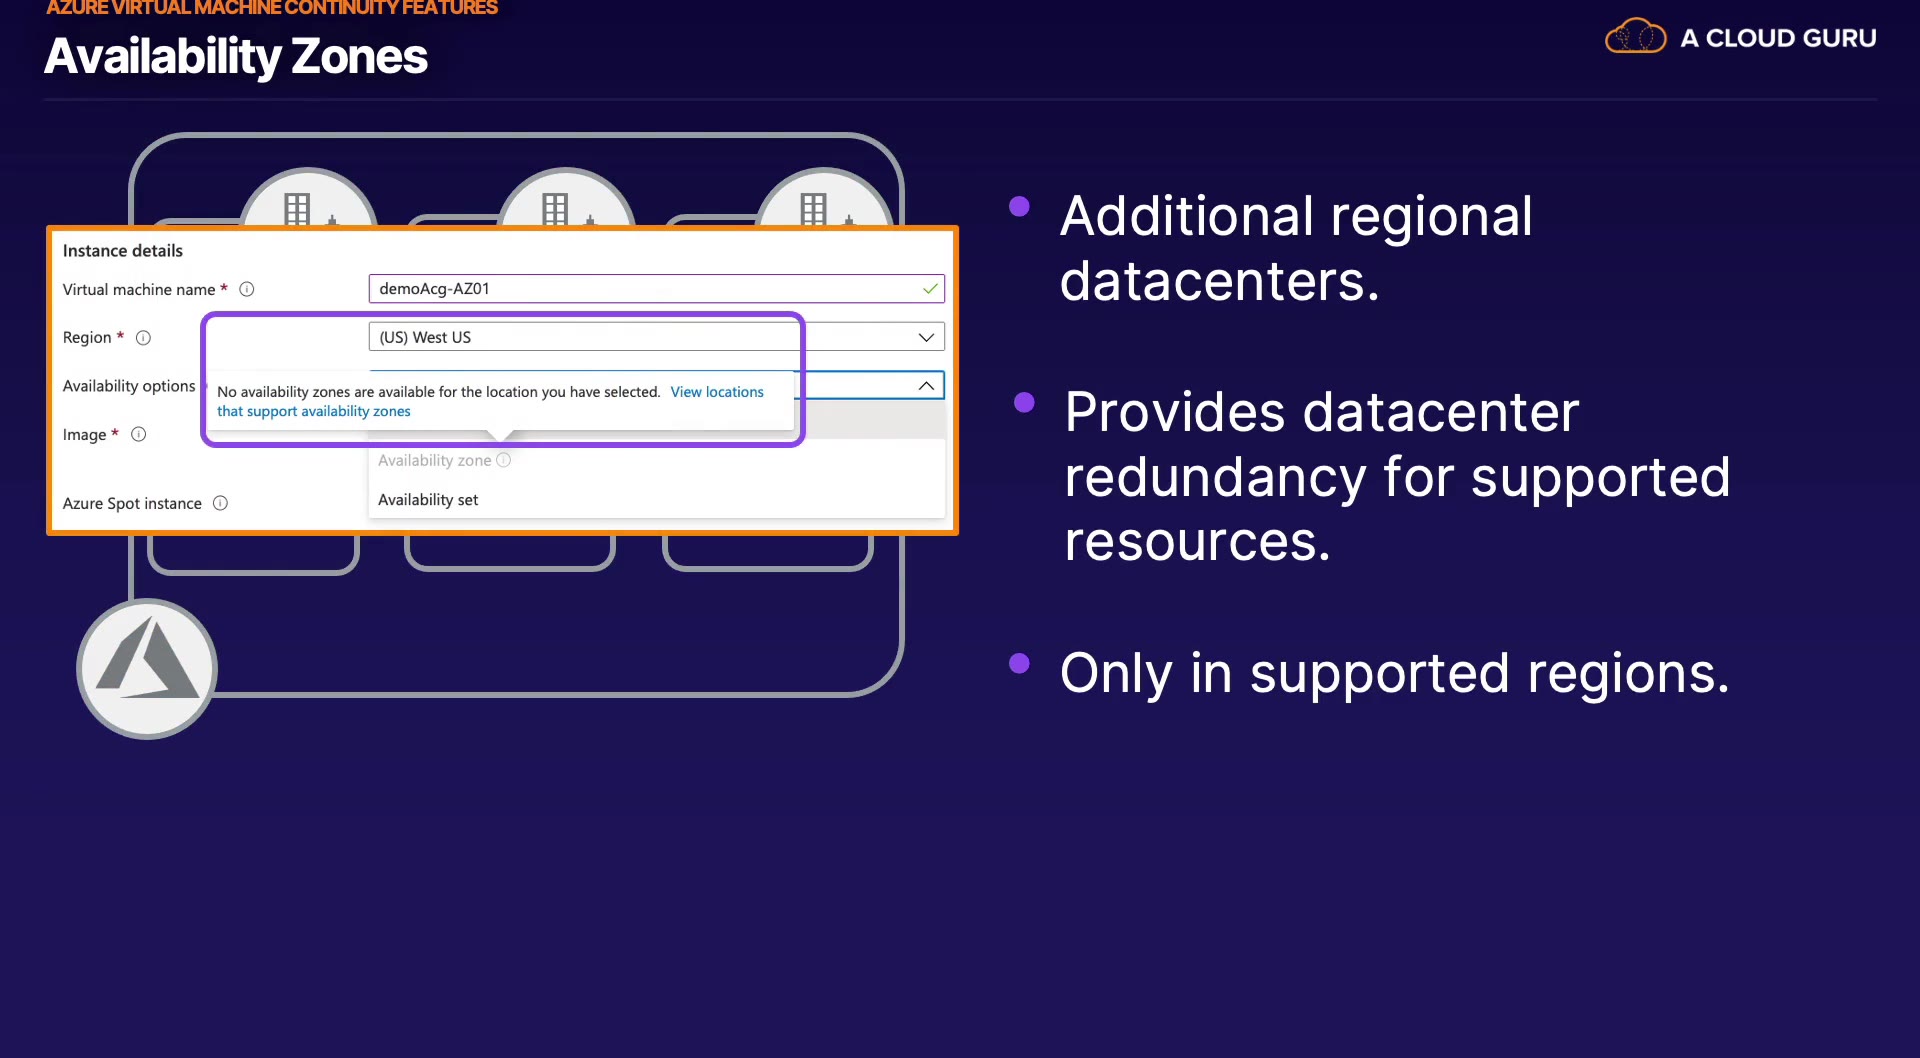 AZURE VIRTUAL MACHINE CONTINUITY FEATURES
Availability Zones
A CLOUD GURU
Instance details
Virtual machine name *
demoAcg-AZ01
Region *
(US) West US
Availability options
No availability zones are available for the location you have selected. View locations
that support availability zones
Image *
Availability zone
Availability set
Azure Spot instance
Additional regional
datacenters.
Provides datacenter
redundancy for supported
resources.
Only in supported regions.